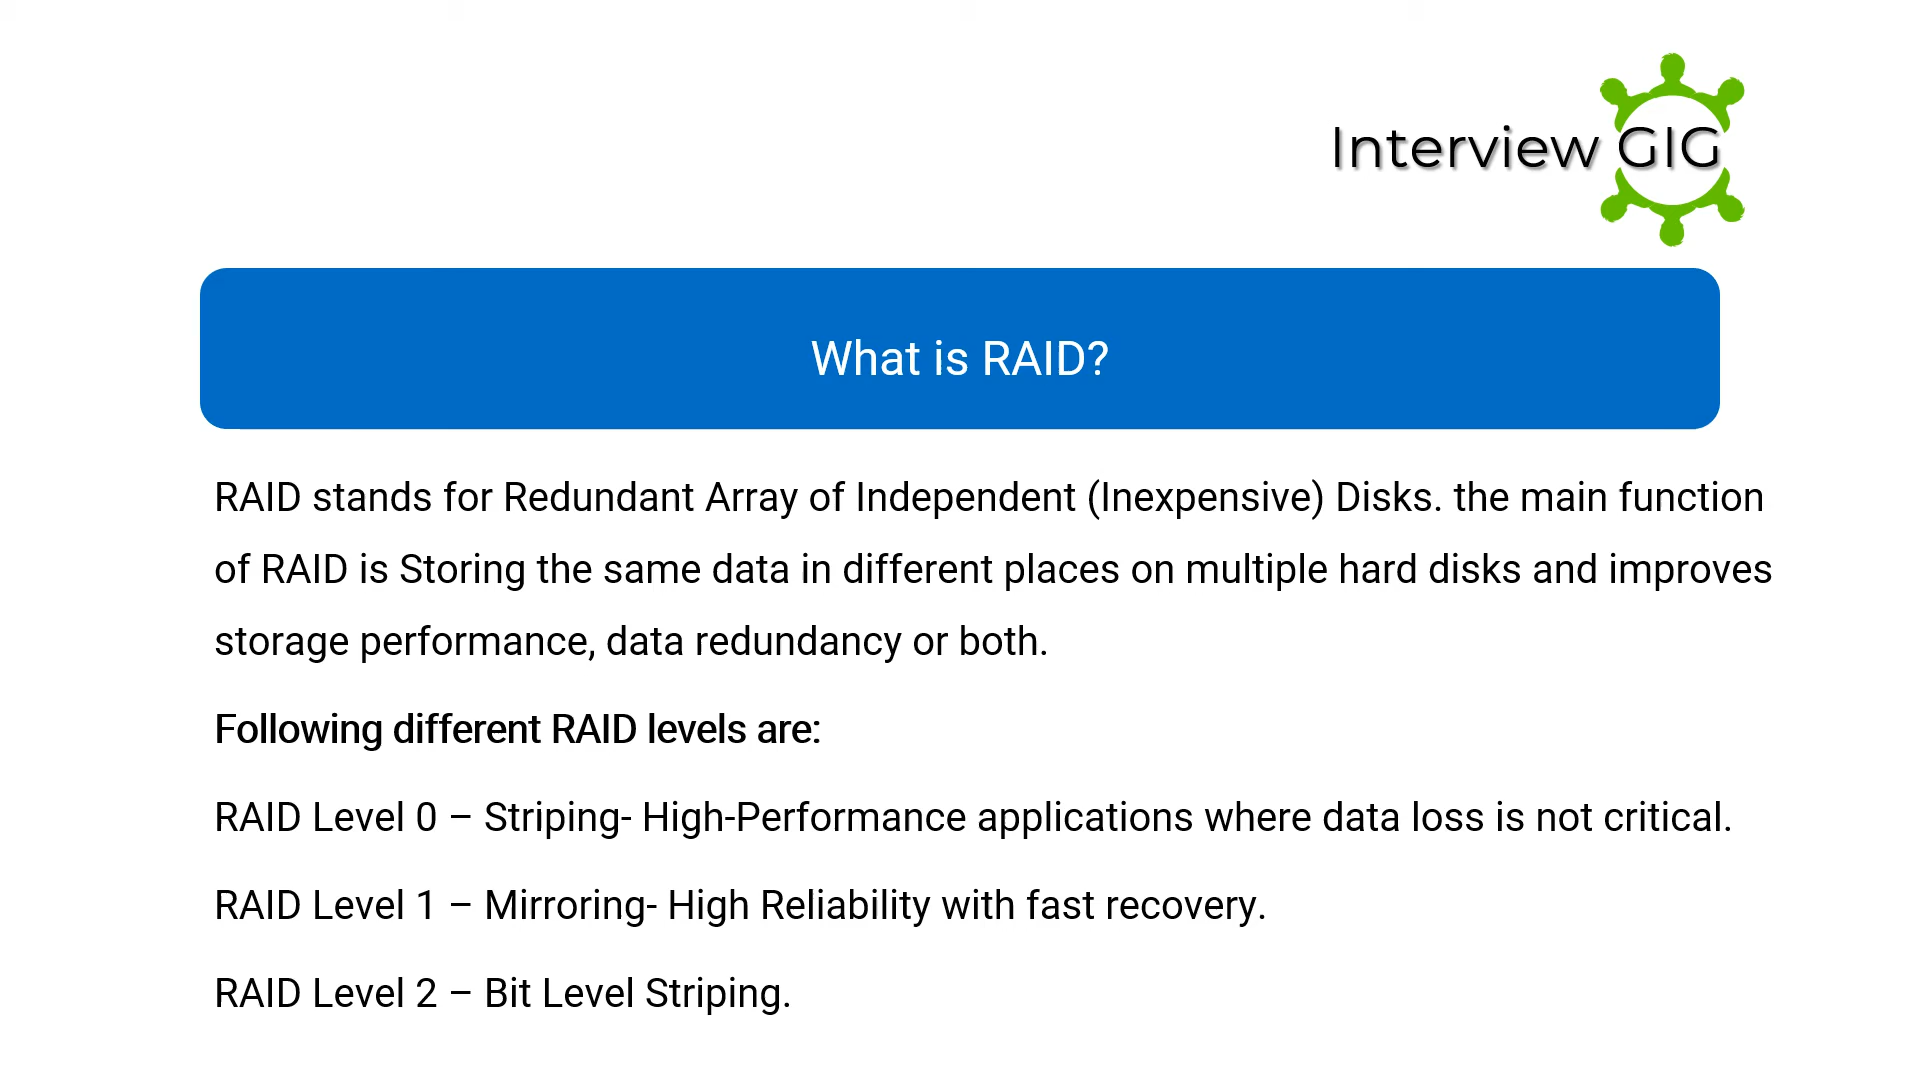 Interview GIG
What is RAID?
RAID stands for Redundant Array of Independent (Inexpensive) Disks. the main function
of RAID is Storing the same data in different places on multiple hard disks and improves
storage performance, data redundancy or both.
Following different RAID levels are:
RAID Level 0 – Striping- High-Performance applications where data loss is not critical.
RAID Level 1 – Mirroring- High Reliability with fast recovery.
RAID Level 2 – Bit Level Striping.